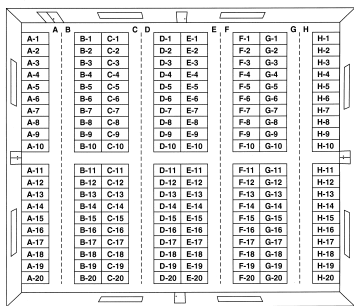 A B C D E F G H
A-1 B-1 C-1 D-1 E-1 F-1 G-1 H-1
A-2 B-2 C-2 D-2 E-2 F-2 G-2 H-2
A-3 B-3 C-3 D-3 E-3 F-3 G-3 H-3
A-4 B-4 C-4 D-4 E-4 F-4 G-4 H-4
A-5 B-5 C-5 D-5 E-5 F-5 G-5 H-5
A-6 B-6 C-6 D-6 E-6 F-6 G-6 H-6
A-7 B-7 C-7 D-7 E-7 F-7 G-7 H-7
A-8 B-8 C-8 D-8 E-8 F-8 G-8 H-8
A-9 B-9 C-9 D-9 E-9 F-9 G-9 H-9
A-10 B-10 C-10 D-10 E-10 F-10 G-10 H-10
A-11 B-11 C-11 D-11 E-11 F-11 G-11 H-11
A-12 B-12 C-12 D-12 E-12 F-12 G-12 H-12
A-13 B-13 C-13 D-13 E-13 F-13 G-13 H-13
A-14 B-14 C-14 D-14 E-14 F-14 G-14 H-14
A-15 B-15 C-15 D-15 E-15 F-15 G-15 H-15
A-16 B-16 C-16 D-16 E-16 F-16 G-16 H-16
A-17 B-17 C-17 D-17 E-17 F-17 G-17 H-17
A-18 B-18 C-18 D-18 E-18 F-18 G-18 H-18
A-19 B-19 C-19 D-19 E-19 F-19 G-19 H-19
A-20 B-20 C-20 D-20 E-20 F-20 G-20 H-20